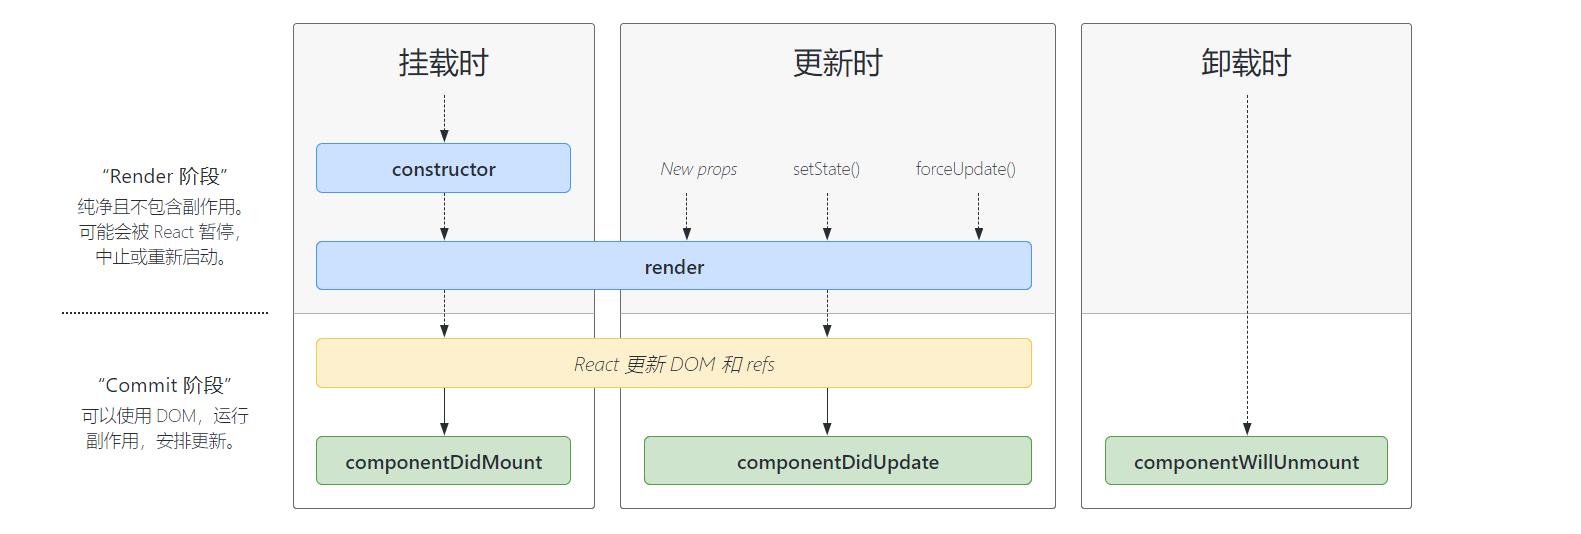 挂载时
更新时
卸载时
“Render 阶段”
纯净且不包含副作用。
可能会被 React 暂停，
中止或重新启动。
constructor
New props
setState()
forceUpdate()
render
“Commit 阶段”
可以使用 DOM，运行
副作用，安排更新。
React 更新 DOM 和 refs
componentDidMount
componentDidUpdate
componentWillUnmount